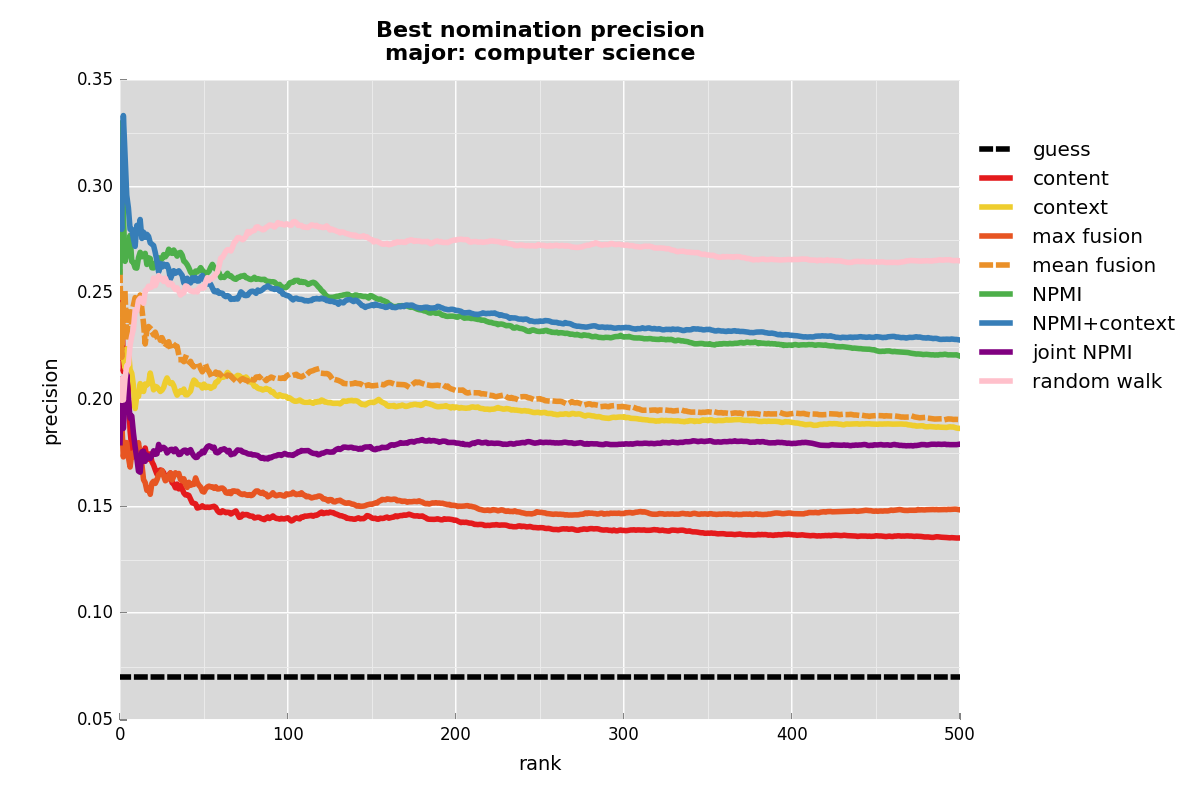 Best nomination precision
major: computer science
precision
0.35
0.30
0.25
0.20
0.15
0.10
0.05
0
100
200
300
400
500
rank
guess
content
context
max fusion
mean fusion
NPMI
NPMI+context
joint NPMI
random walk